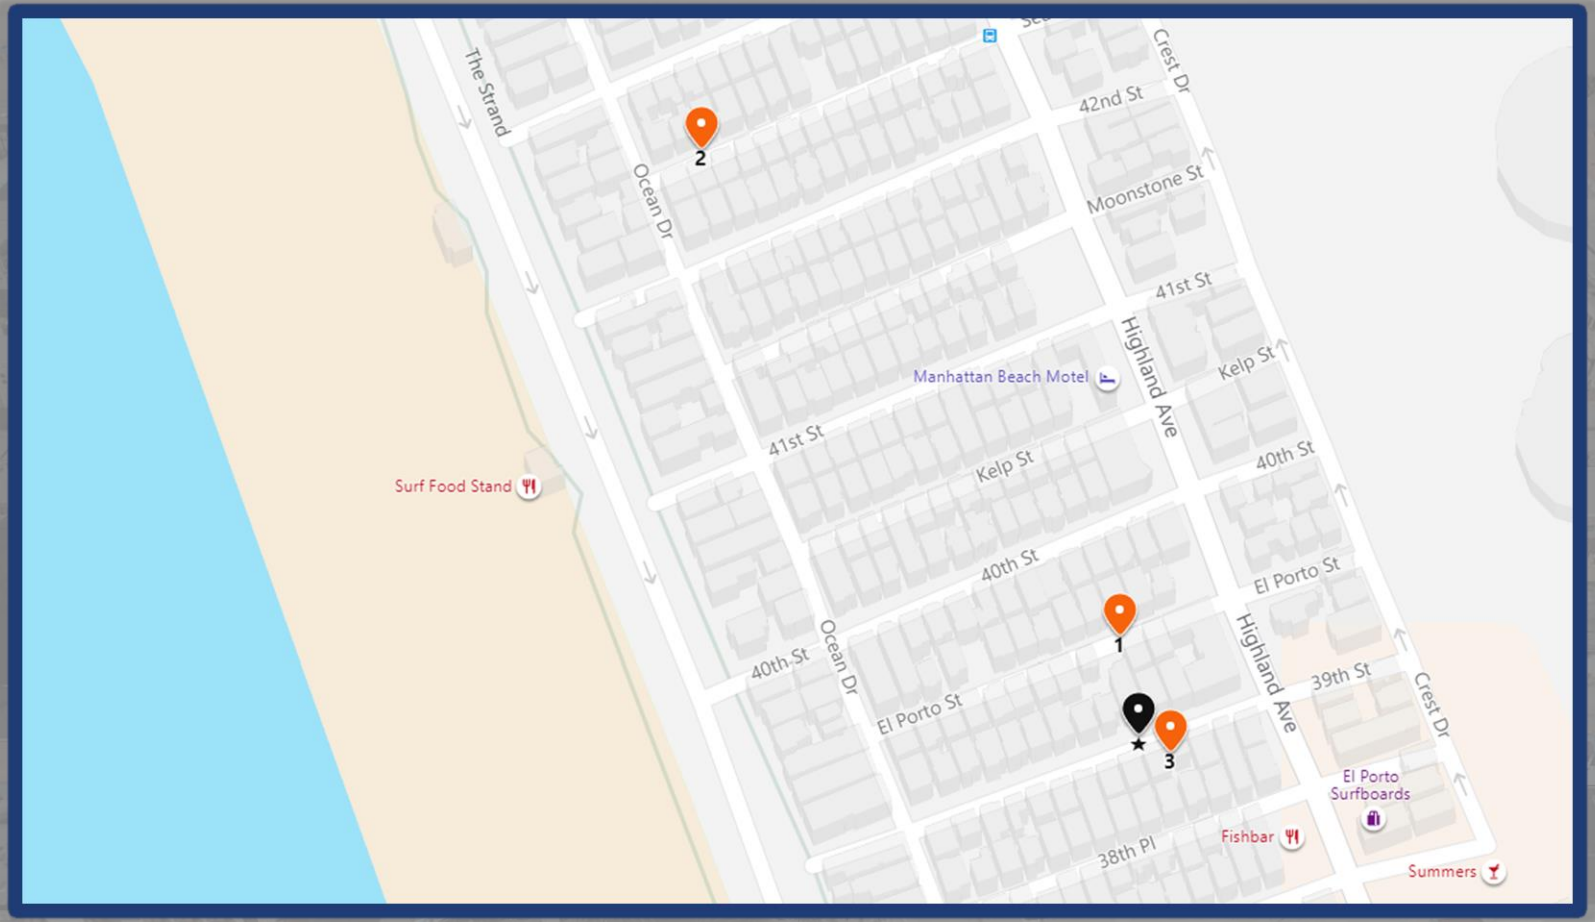 The Strand
Crest Dr
42nd St
2
Ocean Dr
Moonstone St
41st St
Highland Ave
Kelp St
Manhattan Beach Motel
41st St
40th St
Kelp St
Surf Food Stand
40th St
El Porto St
1
Ocean Dr
40th St
Highland Ave
39th St
Crest Dr
El Porto St
3
El Porto
Surfboards
Fishbar
38th Pl
Summers